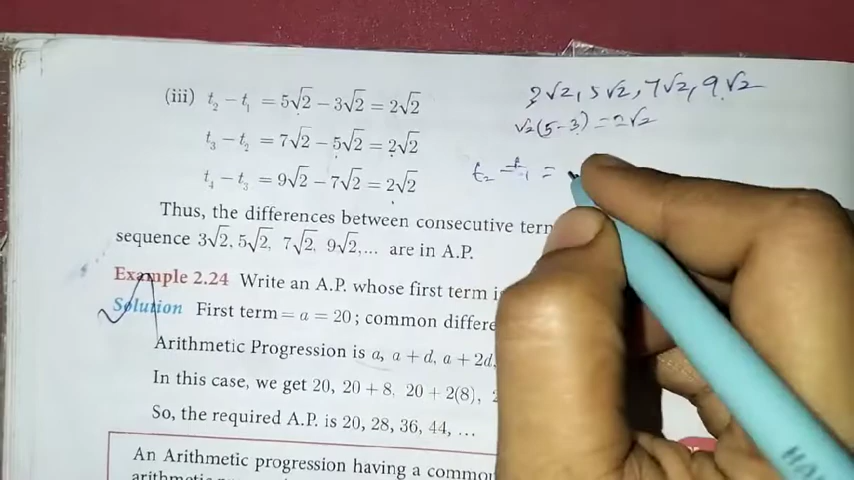 (iii) t₂ − t₁ = 5√2 − 3√2 = 2√2
t₃ − t₂ = 7√2 − 5√2 = 2√2
t₄ − t₃ = 9√2 − 7√2 = 2√2
3√2, 5√2, 7√2, 9√2
√2(5−3) = 2√2
t₂ − t₁ =
Thus, the differences between consecutive term
sequence 3√2, 5√2, 7√2, 9√2,... are in A.P.
Example 2.24 Write an A.P. whose first term is
Solution First term = a = 20; common differe
Arithmetic Progression is a, a + d, a + 2d,
In this case, we get 20, 20 + 8, 20 + 2(8),
So, the required A.P. is 20, 28, 36, 44, ...
An Arithmetic progression having a common
arithmetic progression